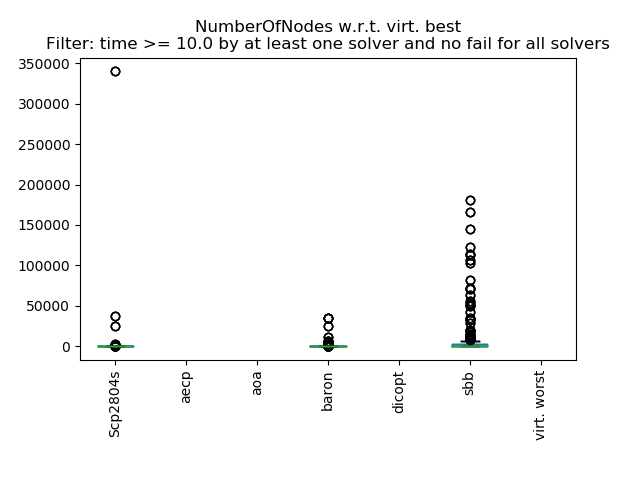 NumberOfNodes w.r.t. virt. best
Filter: time >= 10.0 by at least one solver and no fail for all solvers
350000
300000
250000
200000
150000
100000
50000
0
Scp2804s
aecp
aoa
baron
dicopt
sbb
virt. worst